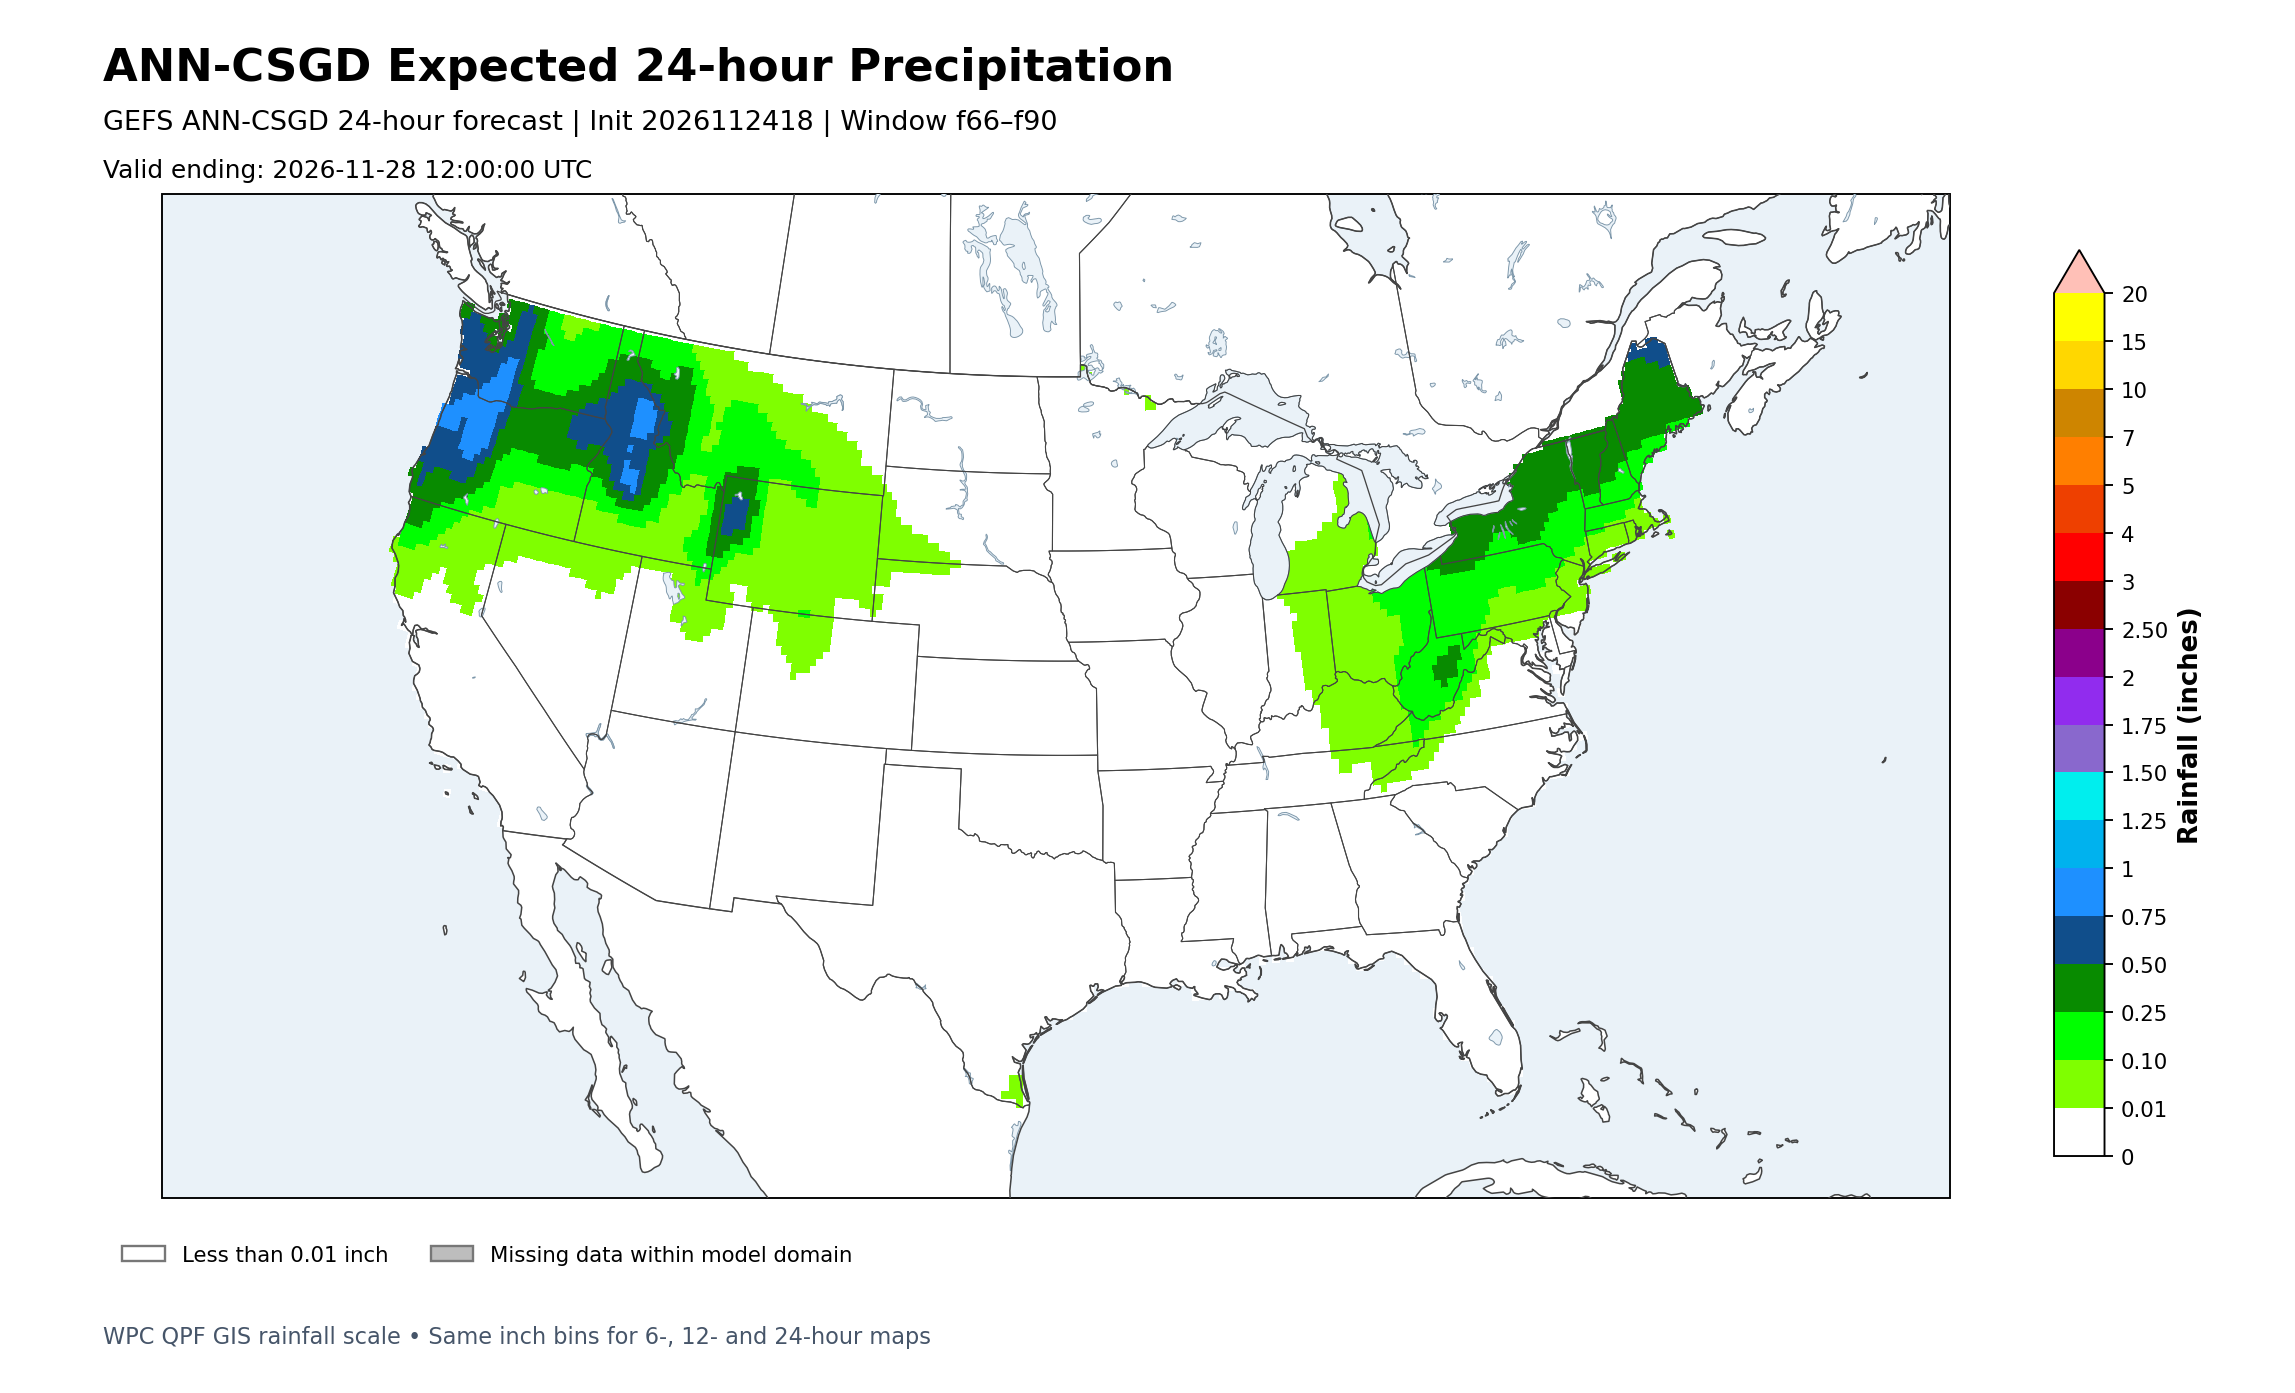 ANN-CSGD Expected 24-hour Precipitation
GEFS ANN-CSGD 24-hour forecast | Init 2026112418 | Window f66–f90
Valid ending: 2026-11-28 12:00:00 UTC
20
15
10
7
5
4
3
2.50
2
1.75
1.50
1.25
1
0.75
0.50
0.25
0.10
0.01
0
Rainfall (inches)
Less than 0.01 inch
Missing data within model domain
WPC QPF GIS rainfall scale • Same inch bins for 6-, 12- and 24-hour maps